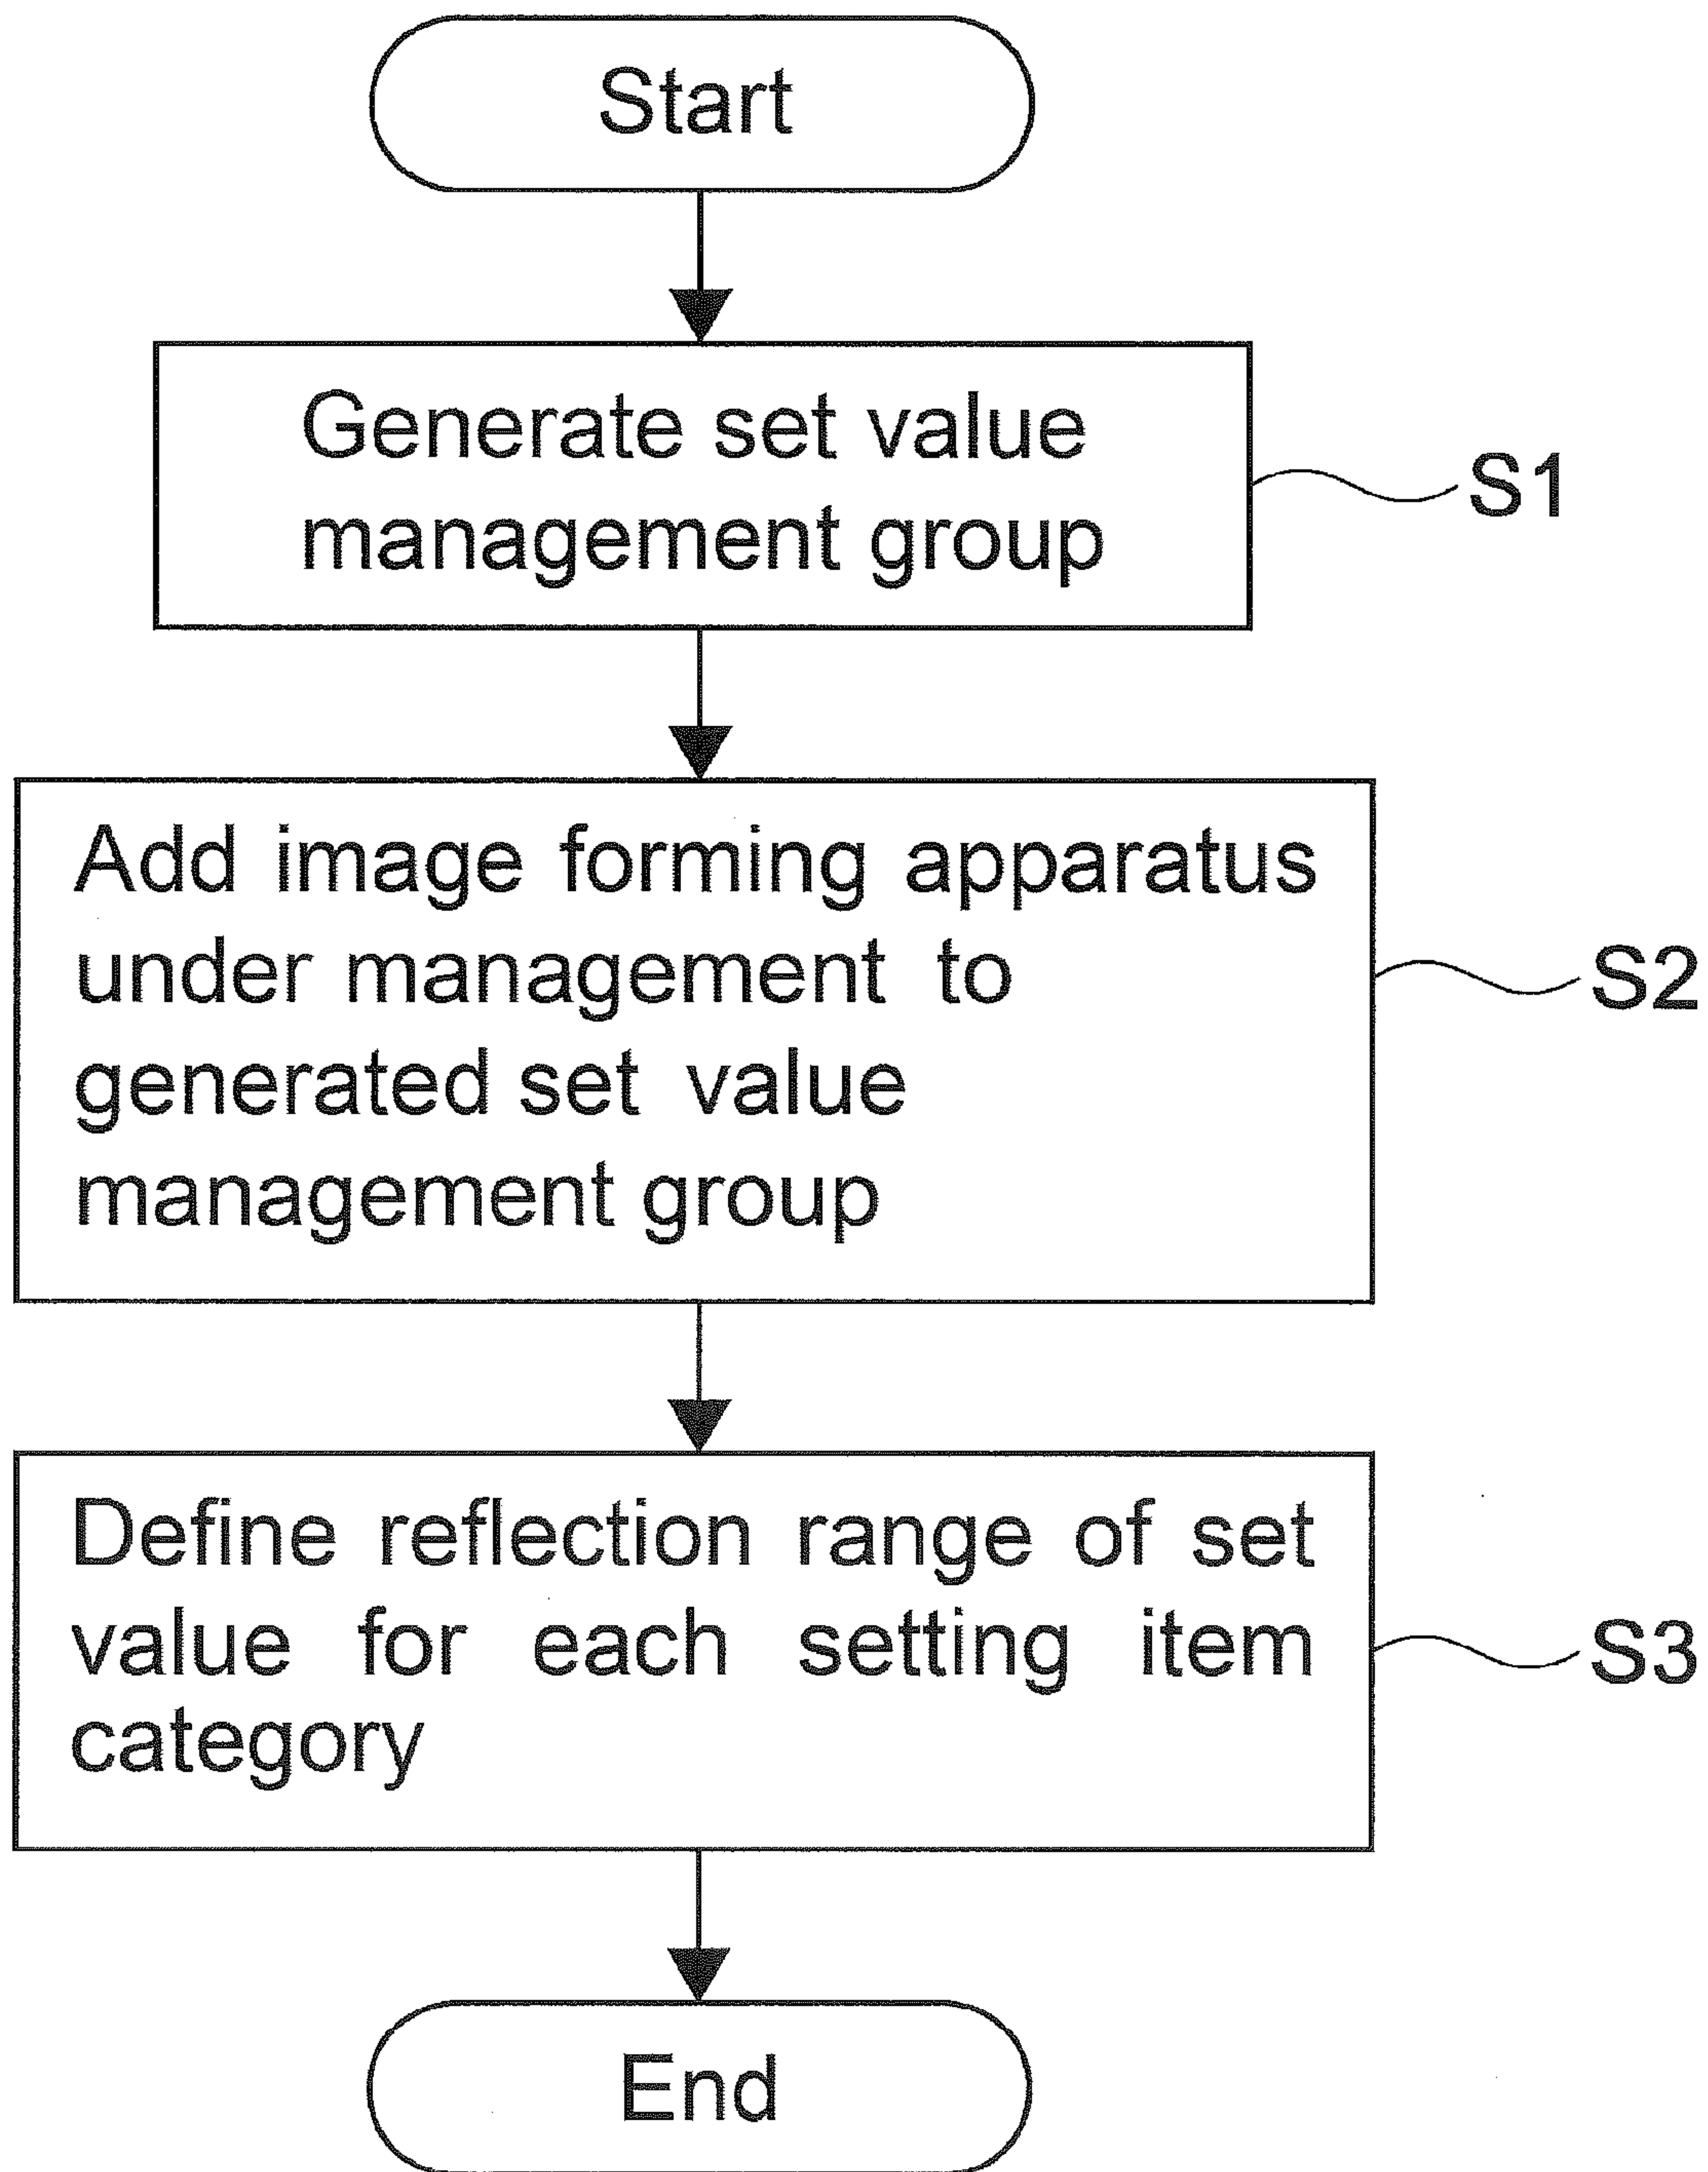 Start
Generate set value
management group
S1
Add image forming apparatus
under management to
generated set value
management group
S2
Define reflection range of set
value for each setting item
category
S3
End